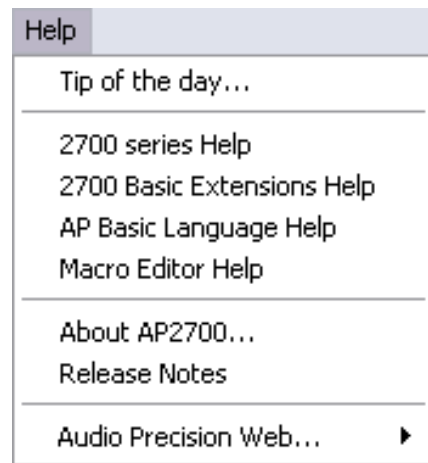 Help
Tip of the day...
2700 series Help
2700 Basic Extensions Help
AP Basic Language Help
Macro Editor Help
About AP2700...
Release Notes
Audio Precision Web...